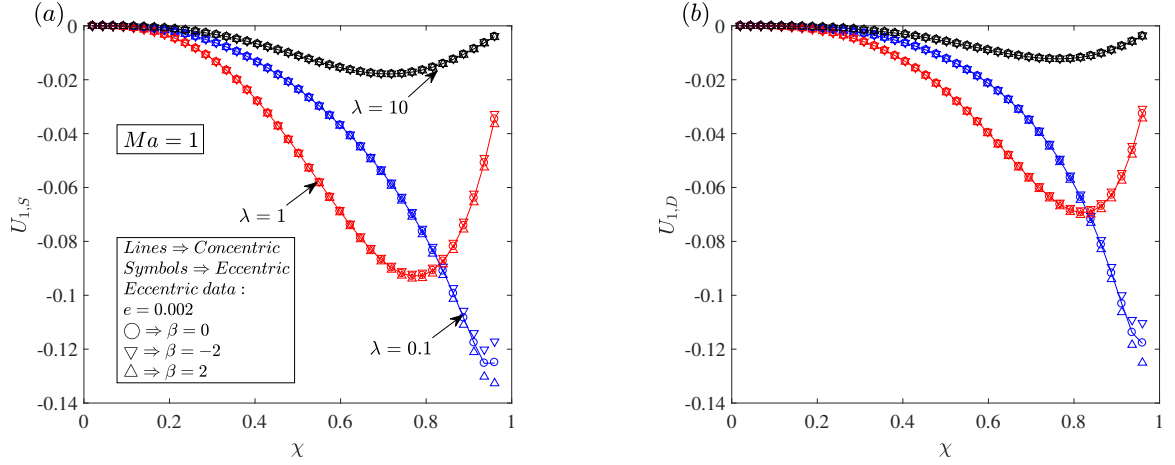 (a)
0
-0.02
-0.04
-0.06
-0.08
-0.1
-0.12
-0.14
U_{1,S}
0
0.2
0.4
0.6
0.8
1
χ
λ = 10
Ma = 1
λ = 1
λ = 0.1
Lines ⇒ Concentric
Symbols ⇒ Eccentric
Eccentric data :
e = 0.002
○ ⇒ β = 0
▽ ⇒ β = −2
△ ⇒ β = 2
(b)
0
-0.02
-0.04
-0.06
-0.08
-0.1
-0.12
-0.14
U_{1,D}
0
0.2
0.4
0.6
0.8
1
χ